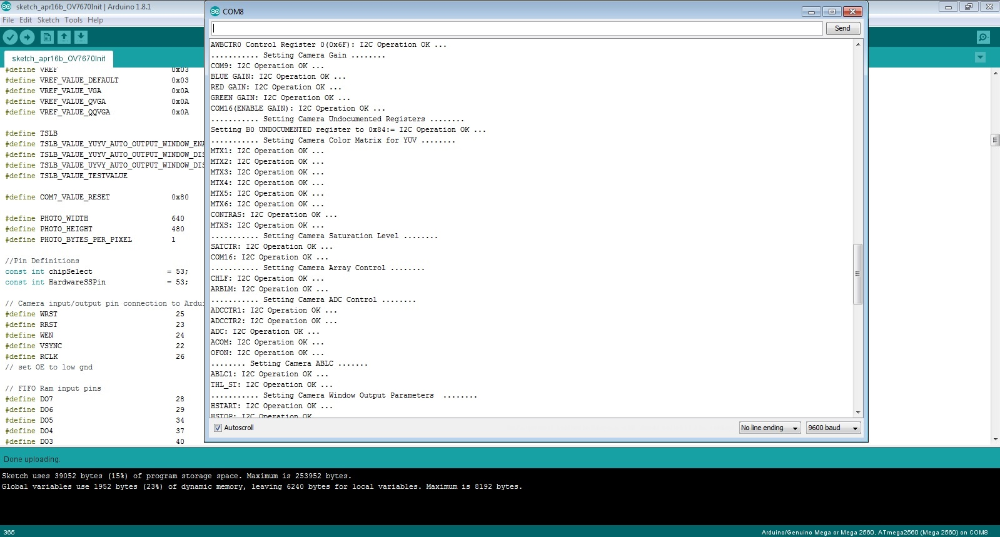 sketch_apr16b_OV7670Init | Arduino 1.8.1
File Edit Sketch Tools Help
sketch_apr16b_OV7670Init
#define VREF 0x03
#define VREF_VALUE_DEFAULT 0x03
#define VREF_VALUE_VGA 0x0A
#define VREF_VALUE_QVGA 0x0A
#define VREF_VALUE_QQVGA 0x0A
#define TSLB
#define TSLB_VALUE_YUYV_AUTO_OUTPUT_WINDOW_ENA
#define TSLB_VALUE_YUYV_AUTO_OUTPUT_WINDOW_DIS
#define TSLB_VALUE_UYVY_AUTO_OUTPUT_WINDOW_DIS
#define TSLB_VALUE_TESTVALUE
#define COM7_VALUE_RESET 0x80
#define PHOTO_WIDTH 640
#define PHOTO_HEIGHT 480
#define PHOTO_BYTES_PER_PIXEL 1
//Pin Definitions
const int chipSelect = 53;
const int HardwareSSPin = 53;
// Camera input/output pin connection to Ardui
#define WRST 25
#define RRST 23
#define WEN 24
#define VSYNC 22
#define RCLK 26
// set OE to low gnd
// FIFO Ram input pins
#define DO7 28
#define DO6 29
#define DO5 34
#define DO4 37
#define DO3 40
COM8
Send
AWBCTR0 Control Register 0(0x6F): I2C Operation OK ...
........... Setting Camera Gain ........
COM9: I2C Operation OK ...
BLUE GAIN: I2C Operation OK ...
RED GAIN: I2C Operation OK ...
GREEN GAIN: I2C Operation OK ...
COM16(ENABLE GAIN): I2C Operation OK ...
........... Setting Camera Undocumented Registers ........
Setting B0 UNDOCUMENTED register to 0x84:= I2C Operation OK ...
........... Setting Camera Color Matrix for YUV ........
MTX1: I2C Operation OK ...
MTX2: I2C Operation OK ...
MTX3: I2C Operation OK ...
MTX4: I2C Operation OK ...
MTX5: I2C Operation OK ...
MTX6: I2C Operation OK ...
CONTRAS: I2C Operation OK ...
MTXS: I2C Operation OK ...
........... Setting Camera Saturation Level ........
SATCTR: I2C Operation OK ...
COM16: I2C Operation OK ...
........... Setting Camera Array Control ........
CHLF: I2C Operation OK ...
ARBLM: I2C Operation OK ...
........... Setting Camera ADC Control ........
ADCCTR1: I2C Operation OK ...
ADCCTR2: I2C Operation OK ...
ADC: I2C Operation OK ...
ACOM: I2C Operation OK ...
OFON: I2C Operation OK ...
........ Setting Camera ABLC .......
ABLC1: I2C Operation OK ...
THL_ST: I2C Operation OK ...
........... Setting Camera Window Output Parameters ........
HSTART: I2C Operation OK ...
HSTOP: I2C Operation OK
Autoscroll
No line ending
9600 baud
Done uploading.
Sketch uses 39052 bytes (15%) of program storage space. Maximum is 253952 bytes.
Global variables use 1952 bytes (23%) of dynamic memory, leaving 6240 bytes for local variables. Maximum is 8192 bytes.
365
Arduino/Genuino Mega or Mega 2560, ATmega2560 (Mega 2560) on COM8